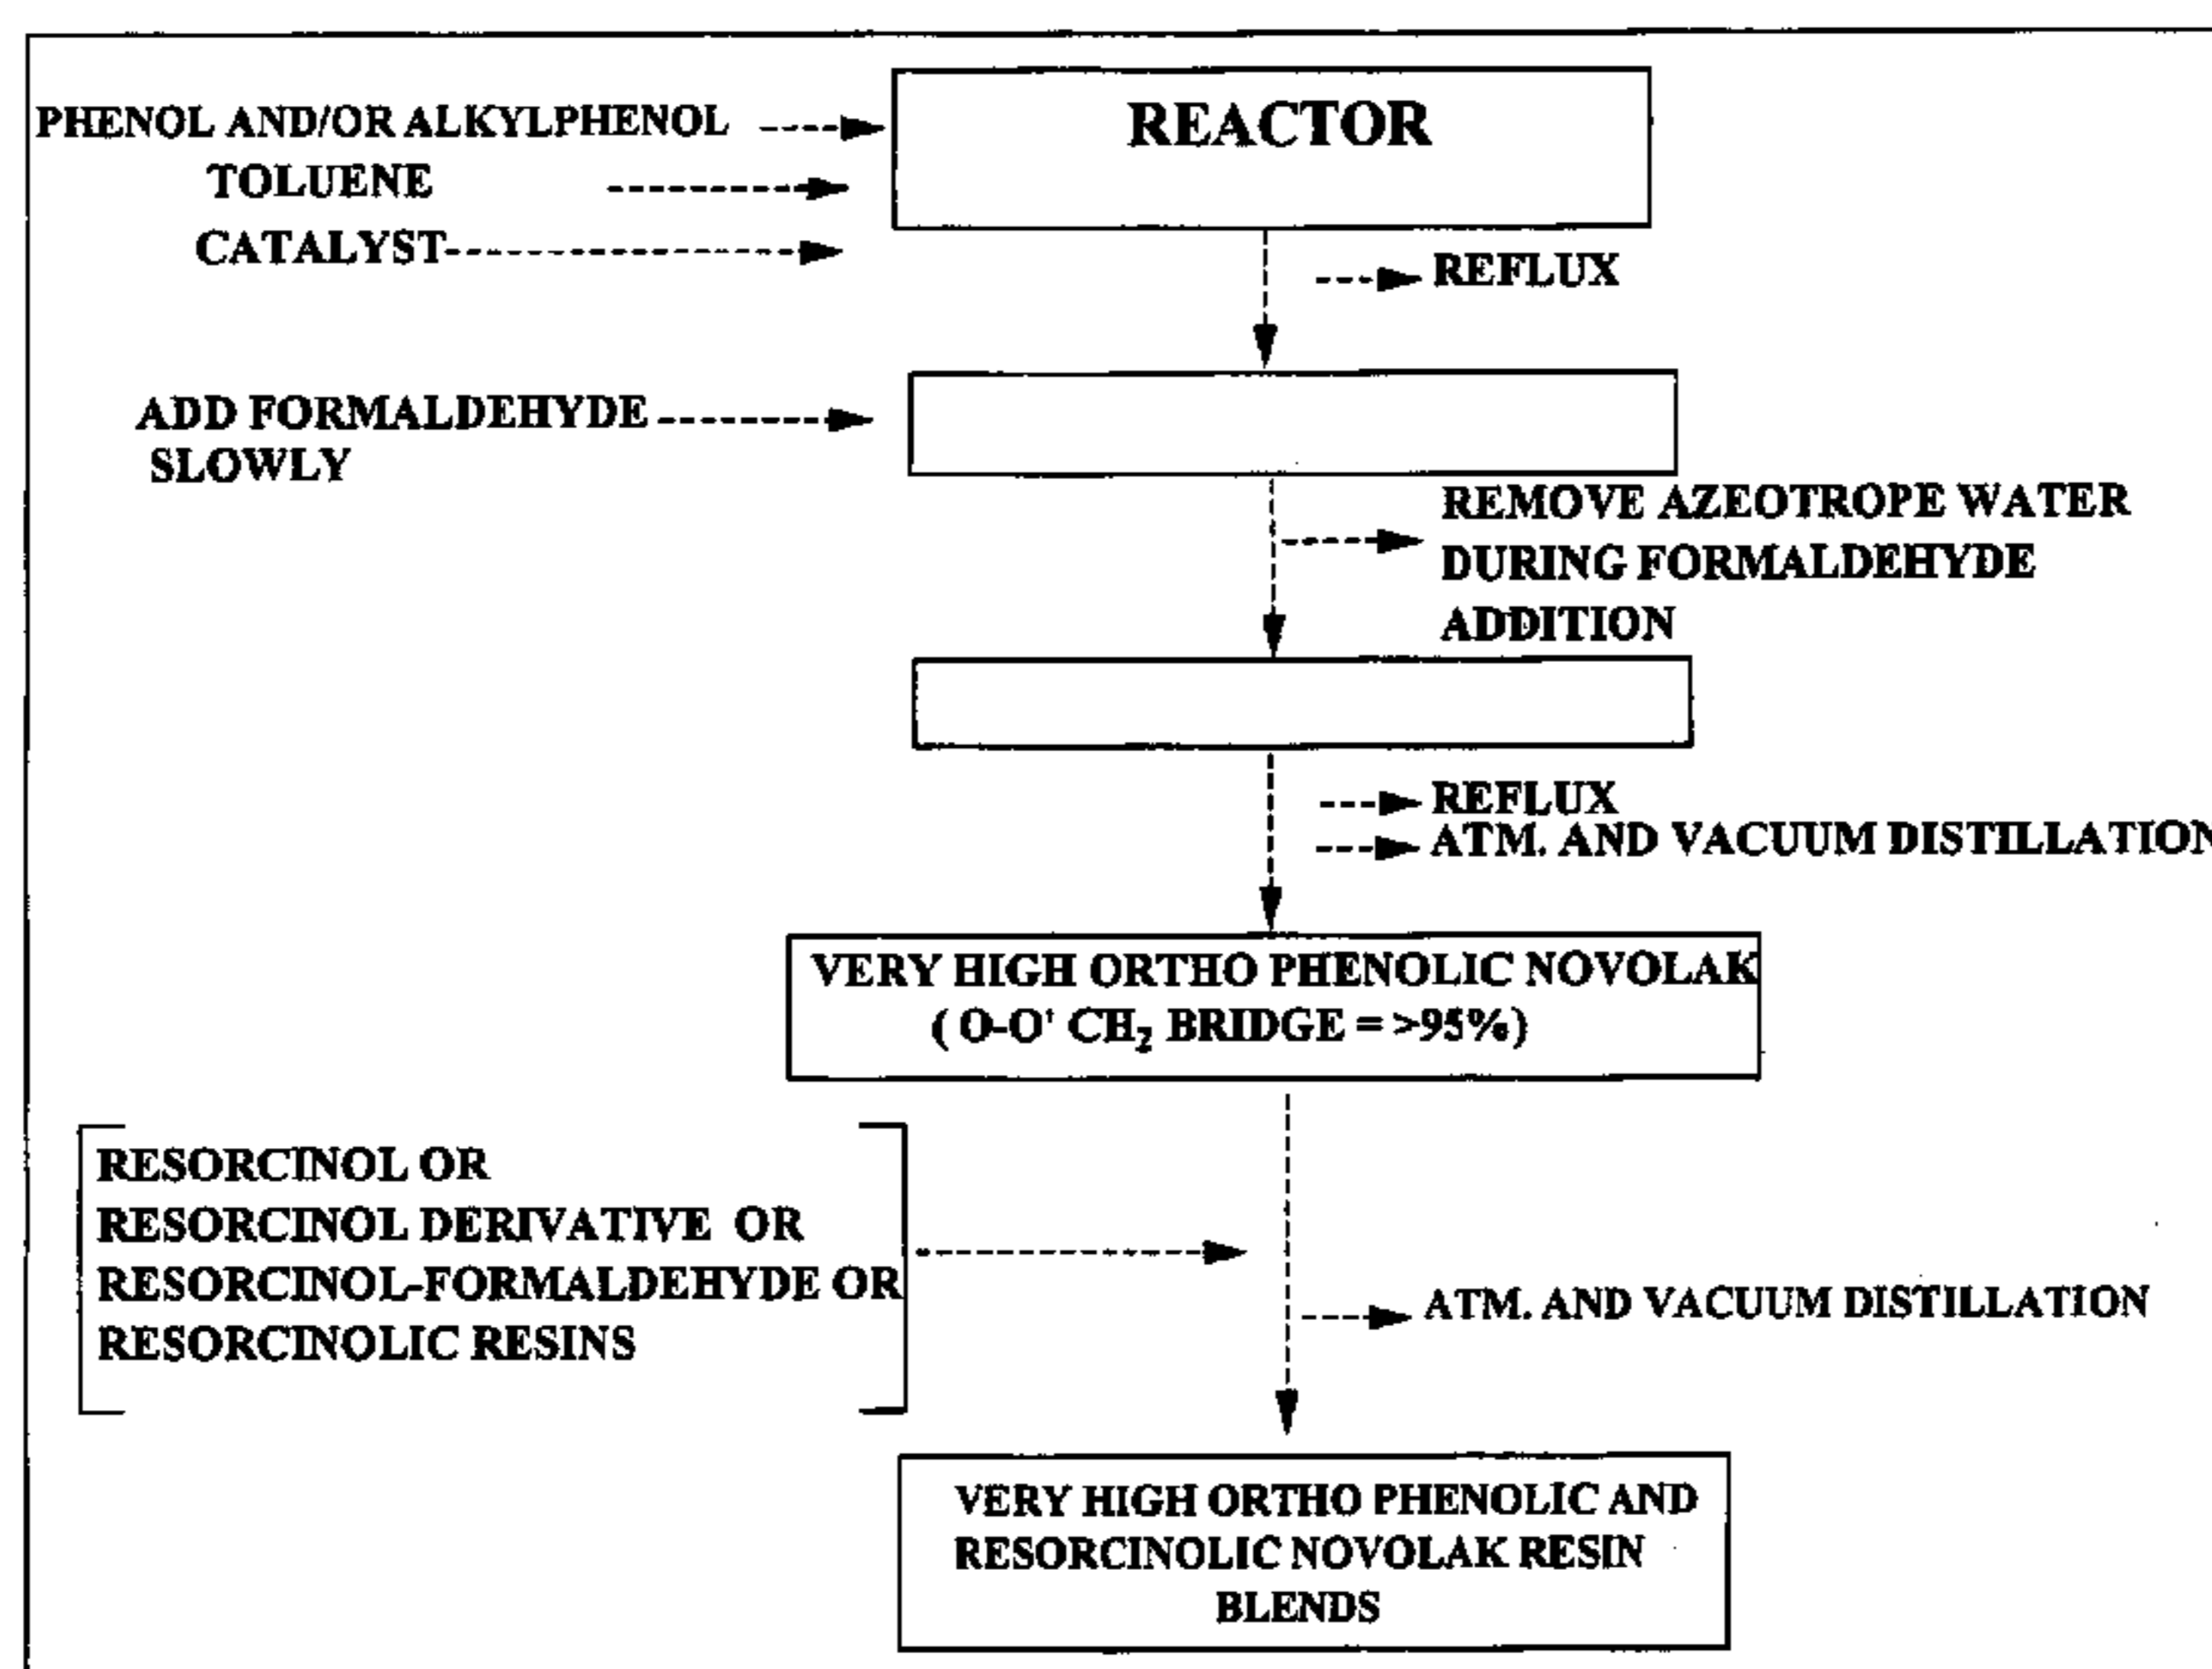 PHENOL AND/OR ALKYLPHENOL
REACTOR
TOLUENE
CATALYST
REFLUX
ADD FORMALDEHYDE
SLOWLY
REMOVE AZEOTROPE WATER
DURING FORMALDEHYDE
ADDITION
REFLUX
ATM. AND VACUUM DISTILLATION
VERY HIGH ORTHO PHENOLIC NOVOLAK
( O-O' CH₂ BRIDGE = >95%)
RESORCINOL OR
RESORCINOL DERIVATIVE OR
RESORCINOL-FORMALDEHYDE OR
RESORCINOLIC RESINS
ATM. AND VACUUM DISTILLATION
VERY HIGH ORTHO PHENOLIC AND
RESORCINOLIC NOVOLAK RESIN
BLENDS